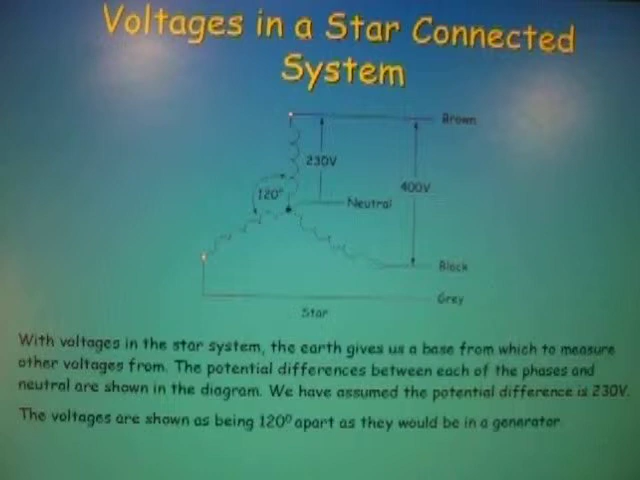 Voltages in a Star Connected
System
Brown
230V
400V
120°
Neutral
Black
Grey
Star
With voltages in the star system, the earth gives us a base from which to measure
other voltages from. The potential differences between each of the phases and
neutral are shown in the diagram. We have assumed the potential difference is 230V.
The voltages are shown as being 120⁰ apart as they would be in a generator